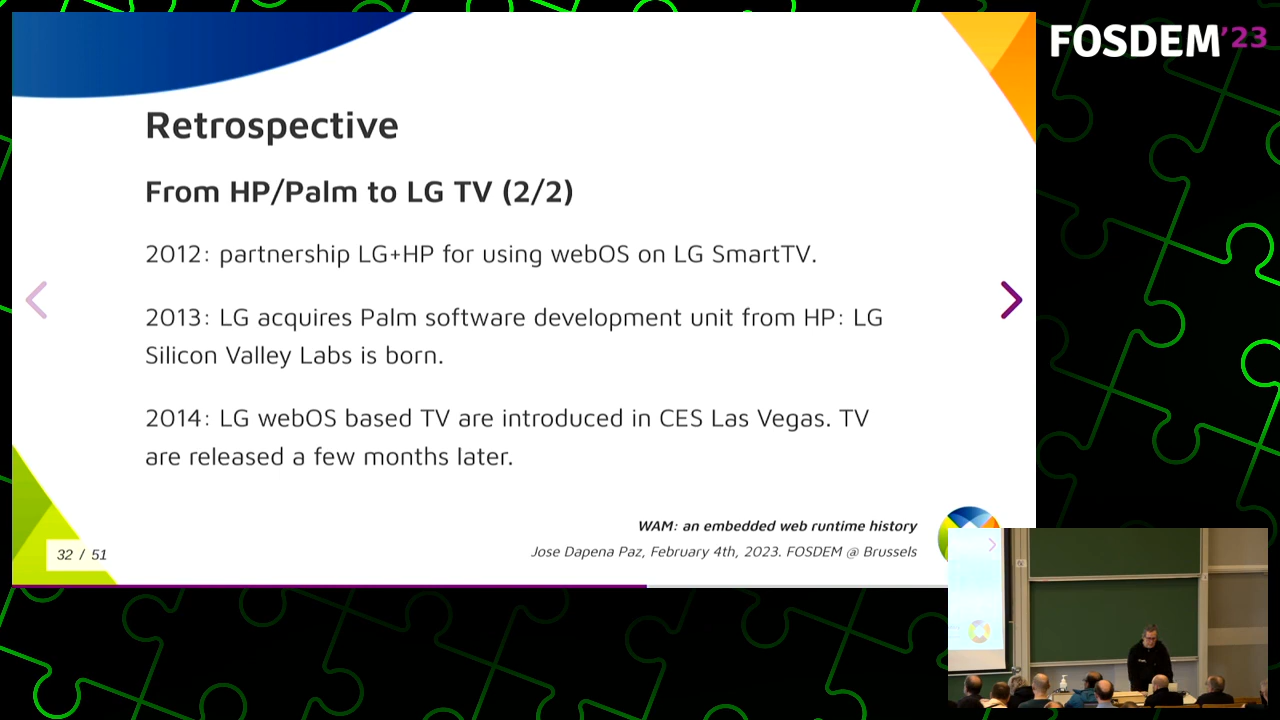 FOSDEM'23
Retrospective
From HP/Palm to LG TV (2/2)
2012: partnership LG+HP for using webOS on LG SmartTV.
2013: LG acquires Palm software development unit from HP: LG
Silicon Valley Labs is born.
2014: LG webOS based TV are introduced in CES Las Vegas. TV
are released a few months later.
WAM: an embedded web runtime history
Jose Dapena Paz, February 4th, 2023. FOSDEM @ Brussels
32 / 51